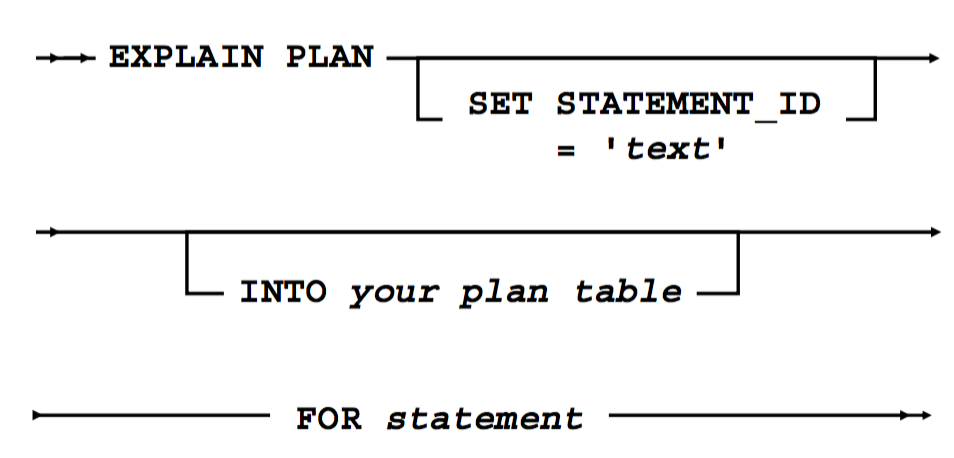 EXPLAIN PLAN
SET STATEMENT_ID
= 'text'
INTO your plan table
FOR statement